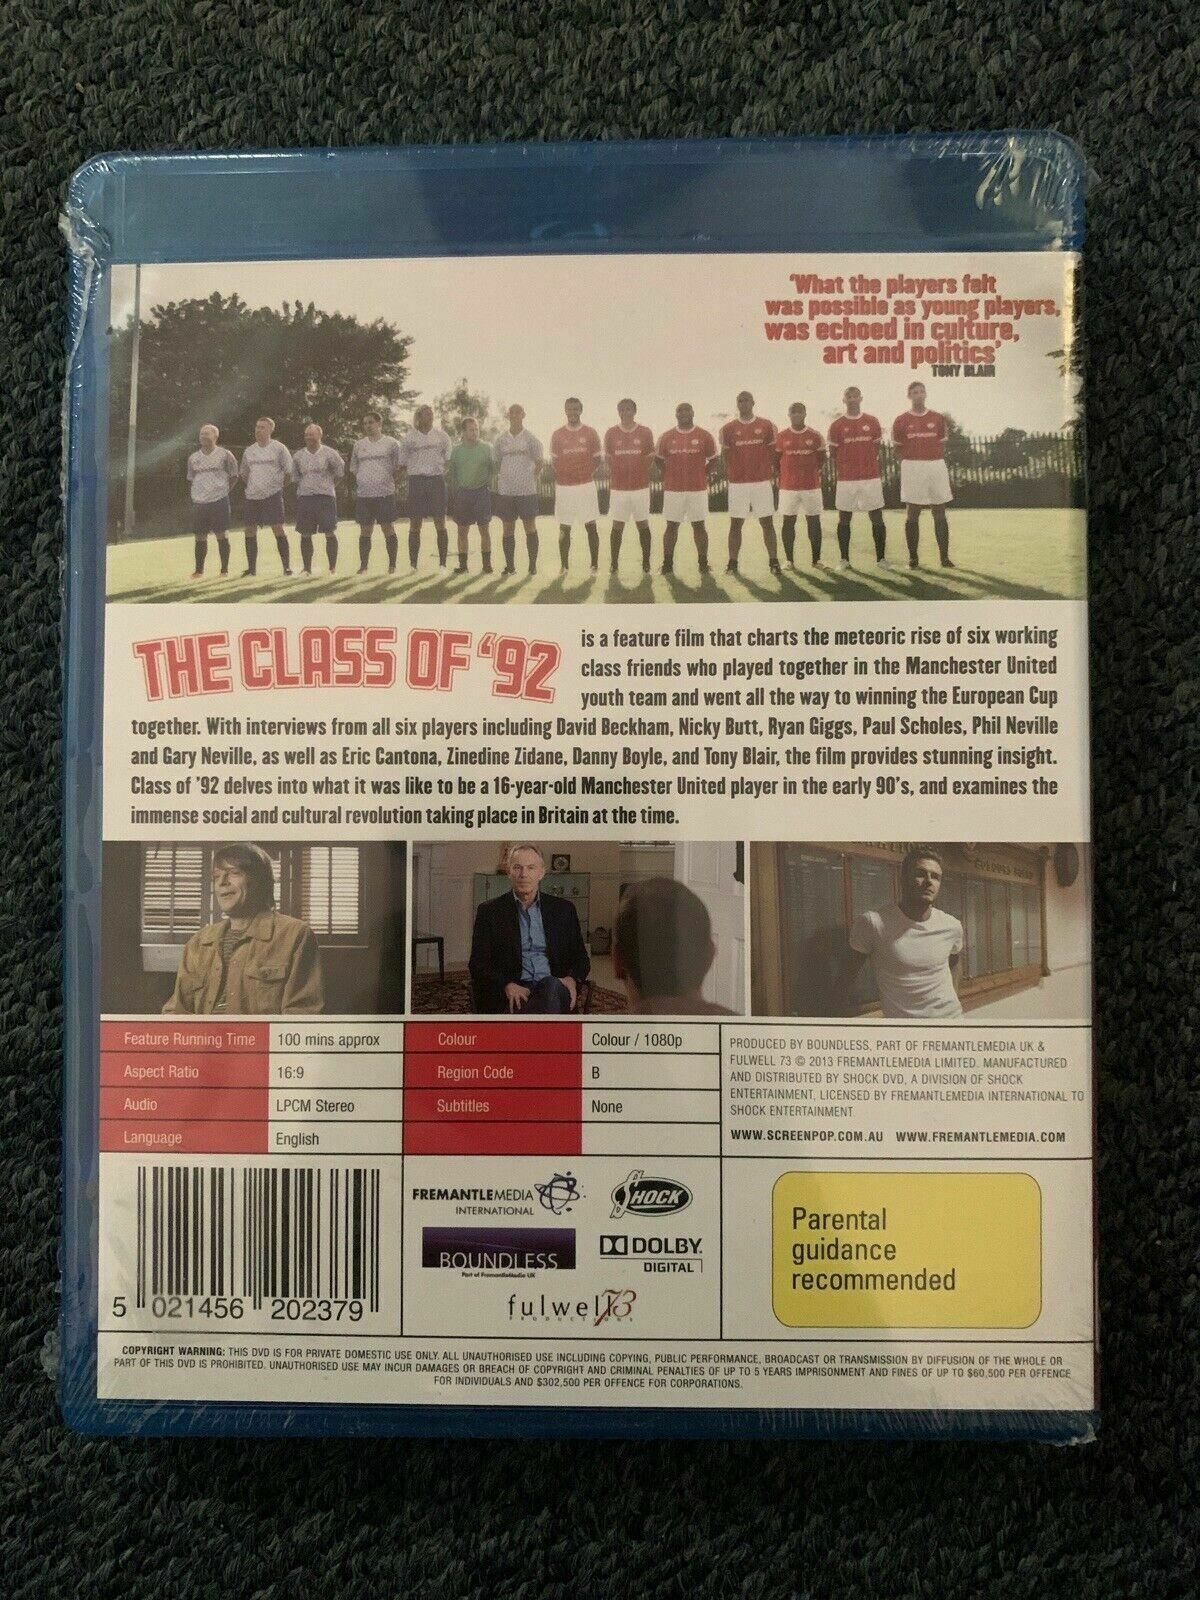 'What the players felt
was possible as young players,
was echoed in culture,
art and politics'
TONY BLAIR
SHARP SHARP SHARP SHARP SHARP SHARP
THE CLASS OF '92
is a feature film that charts the meteoric rise of six working
class friends who played together in the Manchester United
youth team and went all the way to winning the European Cup
together. With interviews from all six players including David Beckham, Nicky Butt, Ryan Giggs, Paul Scholes, Phil Neville
and Gary Neville, as well as Eric Cantona, Zinedine Zidane, Danny Boyle, and Tony Blair, the film provides stunning insight.
Class of '92 delves into what it was like to be a 16-year-old Manchester United player in the early 90's, and examines the
immense social and cultural revolution taking place in Britain at the time.
Feature Running Time 100 mins approx
Aspect Ratio 16:9
Audio LPCM Stereo
Language English
Colour Colour / 1080p
Region Code B
Subtitles None
PRODUCED BY BOUNDLESS, PART OF FREMANTLEMEDIA UK &
FULWELL 73 © 2013 FREMANTLEMEDIA LIMITED. MANUFACTURED
AND DISTRIBUTED BY SHOCK DVD, A DIVISION OF SHOCK
ENTERTAINMENT, LICENSED BY FREMANTLEMEDIA INTERNATIONAL TO
SHOCK ENTERTAINMENT
WWW.SCREENPOP.COM.AU WWW.FREMANTLEMEDIA.COM
5 021456 202379
FREMANTLEMEDIA
INTERNATIONAL
SHOCK
BOUNDLESS
Part of FremantleMedia UK
DOLBY
DIGITAL
fulwell 73
PRODUCTIONS
Parental
guidance
recommended
COPYRIGHT WARNING: THIS DVD IS FOR PRIVATE DOMESTIC USE ONLY. ALL UNAUTHORISED USE INCLUDING COPYING, PUBLIC PERFORMANCE, BROADCAST OR TRANSMISSION BY DIFFUSION OF THE WHOLE OR
PART OF THIS DVD IS PROHIBITED. UNAUTHORISED USE MAY INCUR DAMAGES OR BREACH OF COPYRIGHT AND CRIMINAL PENALTIES OF UP TO 5 YEARS IMPRISONMENT AND FINES OF UP TO $60,500 PER OFFENCE
FOR INDIVIDUALS AND $302,500 PER OFFENCE FOR CORPORATIONS.